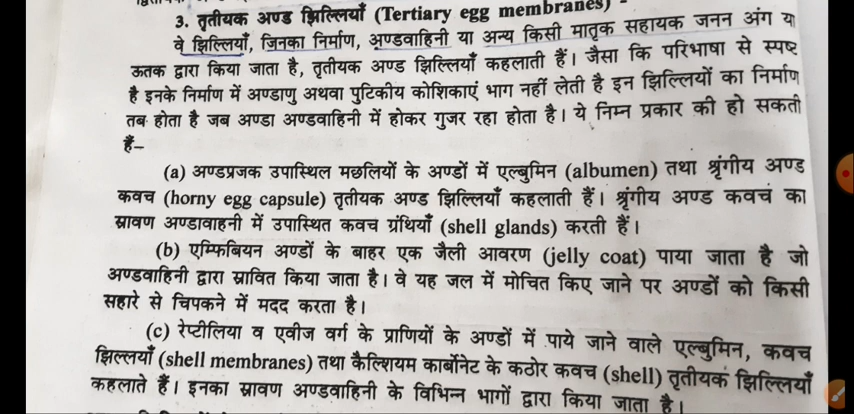 3. तृतीयक अण्ड झिल्लियाँ (Tertiary egg membranes) -
वे झिल्लियाँ, जिनका निर्माण, अण्डवाहिनी या अन्य किसी मातृक सहायक जनन अंग या
ऊतक द्वारा किया जाता है, तृतीयक अण्ड झिल्लियाँ कहलाती हैं। जैसा कि परिभाषा से स्पष्ट
है इनके निर्माण में अण्डाणु अथवा पुटिकीय कोशिकाएं भाग नहीं लेती है इन झिल्लियों का निर्माण
तब होता है जब अण्डा अण्डवाहिनी में होकर गुजर रहा होता है। ये निम्न प्रकार की हो सकती
हैं–
(a) अण्डप्रजक उपास्थिल मछलियों के अण्डों में एल्बुमिन (albumen) तथा श्रृंगीय अण्ड
कवच (horny egg capsule) तृतीयक अण्ड झिल्लियाँ कहलाती हैं। श्रृंगीय अण्ड कवच का
स्रावण अण्डावाहनी में उपास्थित कवच ग्रंथियाँ (shell glands) करती हैं।
(b) एम्फिबियन अण्डों के बाहर एक जैली आवरण (jelly coat) पाया जाता है जो
अण्डवाहिनी द्वारा स्रावित किया जाता है। वे यह जल में मोचित किए जाने पर अण्डों को किसी
सहारे से चिपकने में मदद करता है।
(c) रेप्टीलिया व एवीज वर्ग के प्राणियों के अण्डों में पाये जाने वाले एल्बुमिन, कवच
झिल्लियाँ (shell membranes) तथा कैल्शियम कार्बोनेट के कठोर कवच (shell) तृतीयक झिल्लियाँ
कहलाते हैं। इनका स्रावण अण्डवाहिनी के विभिन्न भागों द्वारा किया जाता है।